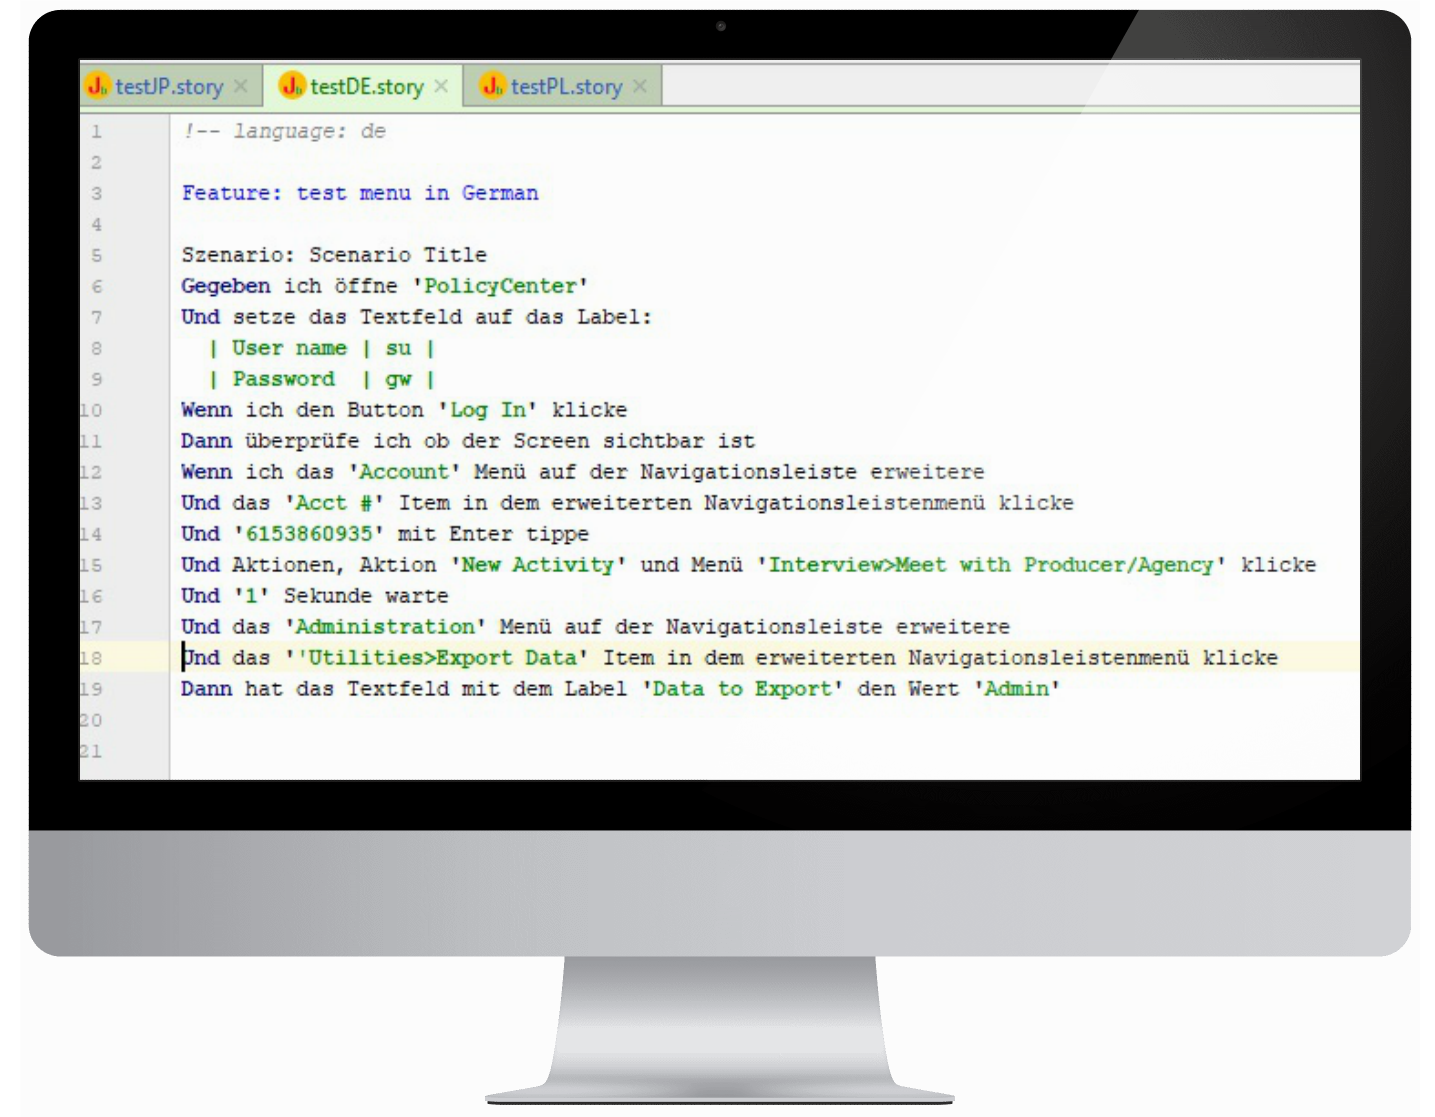 testJP.story
testDE.story
testPL.story
1 !-- language: de
2
3 Feature: test menu in German
4
5 Szenario: Scenario Title
6 Gegeben ich öffne 'PolicyCenter'
7 Und setze das Textfeld auf das Label:
8 | User name | su |
9 | Password | gw |
10 Wenn ich den Button 'Log In' klicke
11 Dann überprüfe ich ob der Screen sichtbar ist
12 Wenn ich das 'Account' Menü auf der Navigationsleiste erweitere
13 Und das 'Acct #' Item in dem erweiterten Navigationsleistenmenü klicke
14 Und '6153860935' mit Enter tippe
15 Und Aktionen, Aktion 'New Activity' und Menü 'Interview>Meet with Producer/Agency' klicke
16 Und '1' Sekunde warte
17 Und das 'Administration' Menü auf der Navigationsleiste erweitere
18 Und das ''Utilities>Export Data' Item in dem erweiterten Navigationsleistenmenü klicke
19 Dann hat das Textfeld mit dem Label 'Data to Export' den Wert 'Admin'
20
21